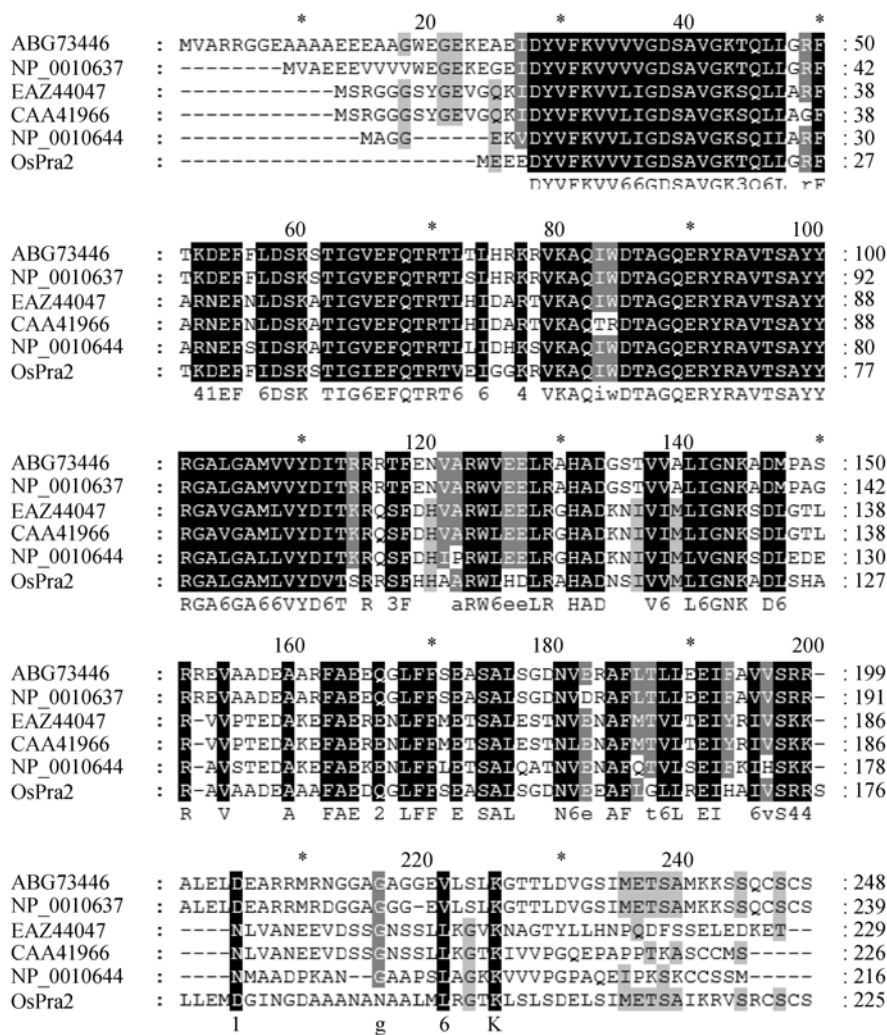 * 20 * 40 *
ABG73446 : MVARRGGEAAAAEEEAAGWEGEKEAEIDYVFKVVVVGDSAVGKTQLLGRF : 50
NP_0010637 : --------MVAEEEVVVVWEGEKEGEIDYVFKVVVVGDSAVGKTQLLGRF : 42
EAZ44047 : ------------MSRGGGSYGEVGQKIDYVFKVVLIGDSAVGKSQLLARF : 38
CAA41966 : ------------MSRGGGSYGEVGQKIDYVFKVVLIGDSAVGKSQLLAGF : 38
NP_0010644 : --------------MAGG------EKVDYVFKVVVIGDSAVGKSQILARF : 30
OsPra2 : -----------------------MEEEDYVFKVVVIGDSAVGKTQLLGRF : 27
DYVFKVV66GDSAVGK3Q6L rF
60 * 80 * 100
ABG73446 : TKDEFFLDSKSTIGVEFQTRTLTLHRKRVKAQIWDTAGQERYRAVTSAYY : 100
NP_0010637 : TKDEFFLDSKSTIGVEFQTRTLSLHRKRVKAQIWDTAGQERYRAVTSAYY : 92
EAZ44047 : ARNEFNLDSKATIGVEFQTRTLHIDARTVKAQIWDTAGQERYRAVTSAYY : 88
CAA41966 : ARNEFNLDSKATIGVEFQTRTLHIDARTVKAQTRDTAGQERYRAVTSAYY : 88
NP_0010644 : ARNEFSIDSKATIGVEFQTRTLLIDHKSVKAQIWDTAGQERYRAVTSAYY : 80
OsPra2 : TKDEFFIDSKSTIGIEFQTRTVEIGGKRVKAQIWDTAGQERYRAVTSAYY : 77
41EF 6DSK TIG6EFQTRT6 6 4 VKAQiwDTAGQERYRAVTSAYY
* 120 * 140 *
ABG73446 : RGALGAMVVYDITRRRTFENVARWVEELRAHADGSTVVALIGNKADMPAS : 150
NP_0010637 : RGALGAMVVYDITRRRTFENVARWVEELRAHADGSTVVALIGNKADMPAG : 142
EAZ44047 : RGAVGAMLVYDITKRQSFDHVARWLEELRGHADKNIVIMLIGNKSDLGTL : 138
CAA41966 : RGAVGAMLVYDITKRQSFDHVARWLEELRGHADKNIVIMLIGNKSDLGTL : 138
NP_0010644 : RGALGALLVYDITKRQSFDHIPRWLEELRGHADKNIVIMLVGNKSDLEDE : 130
OsPra2 : RGALGAMLVYDVTSRRSFHHAARWLHDLRAHADNSIVVMLIGNKADLSHA : 127
RGA6GA66VYD6T R 3F aRW6eeLR HAD V6 L6GNK D6
160 * 180 * 200
ABG73446 : RREVAADEAARFAEEQGLFFSEASALSGDNVERAFLTLLEEIFAVVSRR- : 199
NP_0010637 : RREVAADEAARFAEEQGLFFSEASALSGDNVDRAFLTLLEEIFAVVSRR- : 191
EAZ44047 : R-VVPTEDAKEFAERENLFFMETSALESTNVENAFMTVLTEIYRIVSKK- : 186
CAA41966 : R-VVPTEDAKEFAERENLFFMETSALESTNLENAFMTVLTEIYRIVSKK- : 186
NP_0010644 : R-AVSTEDAKEFAEKENLFFLETSALQATNVENAFQTVLSEIFKIHSKK- : 178
OsPra2 : R-AVAADEAAAFAEDQGLFFSEASALSGDNVERAFLGLLREIHAIVSRRS : 176
R V A FAE 2 LFF E SAL N6e AF t6L EI 6vS44
* 220 * 240
ABG73446 : ALELDEARRMRNGGAGAGGEVLSLKGTTLDVGSIMETSAMKKSSQCSCS : 248
NP_0010637 : ALELDEARRMRDGGAGG-EVLSLKGTTLDVGSIMETSAMKKSSQCSCS : 239
EAZ44047 : ----NLVANEEVDSSGNSSLLKGVKNAGTYLLHNPQDFSSELEDKET- : 229
CAA41966 : ----NLVANEEVDSSGNSSLLKGTKIVVPGQEPAPPTKASCCMS----- : 226
NP_0010644 : ----NMAADPKAN--GAAPSLAGKKVVVPGPAQEIPKSKCCSSM----- : 216
OsPra2 : LLEMDGINGDAAANANAALMLRGTKLSLSDELSIMETSAIKRVSRCSCS : 225
1 g 6 K